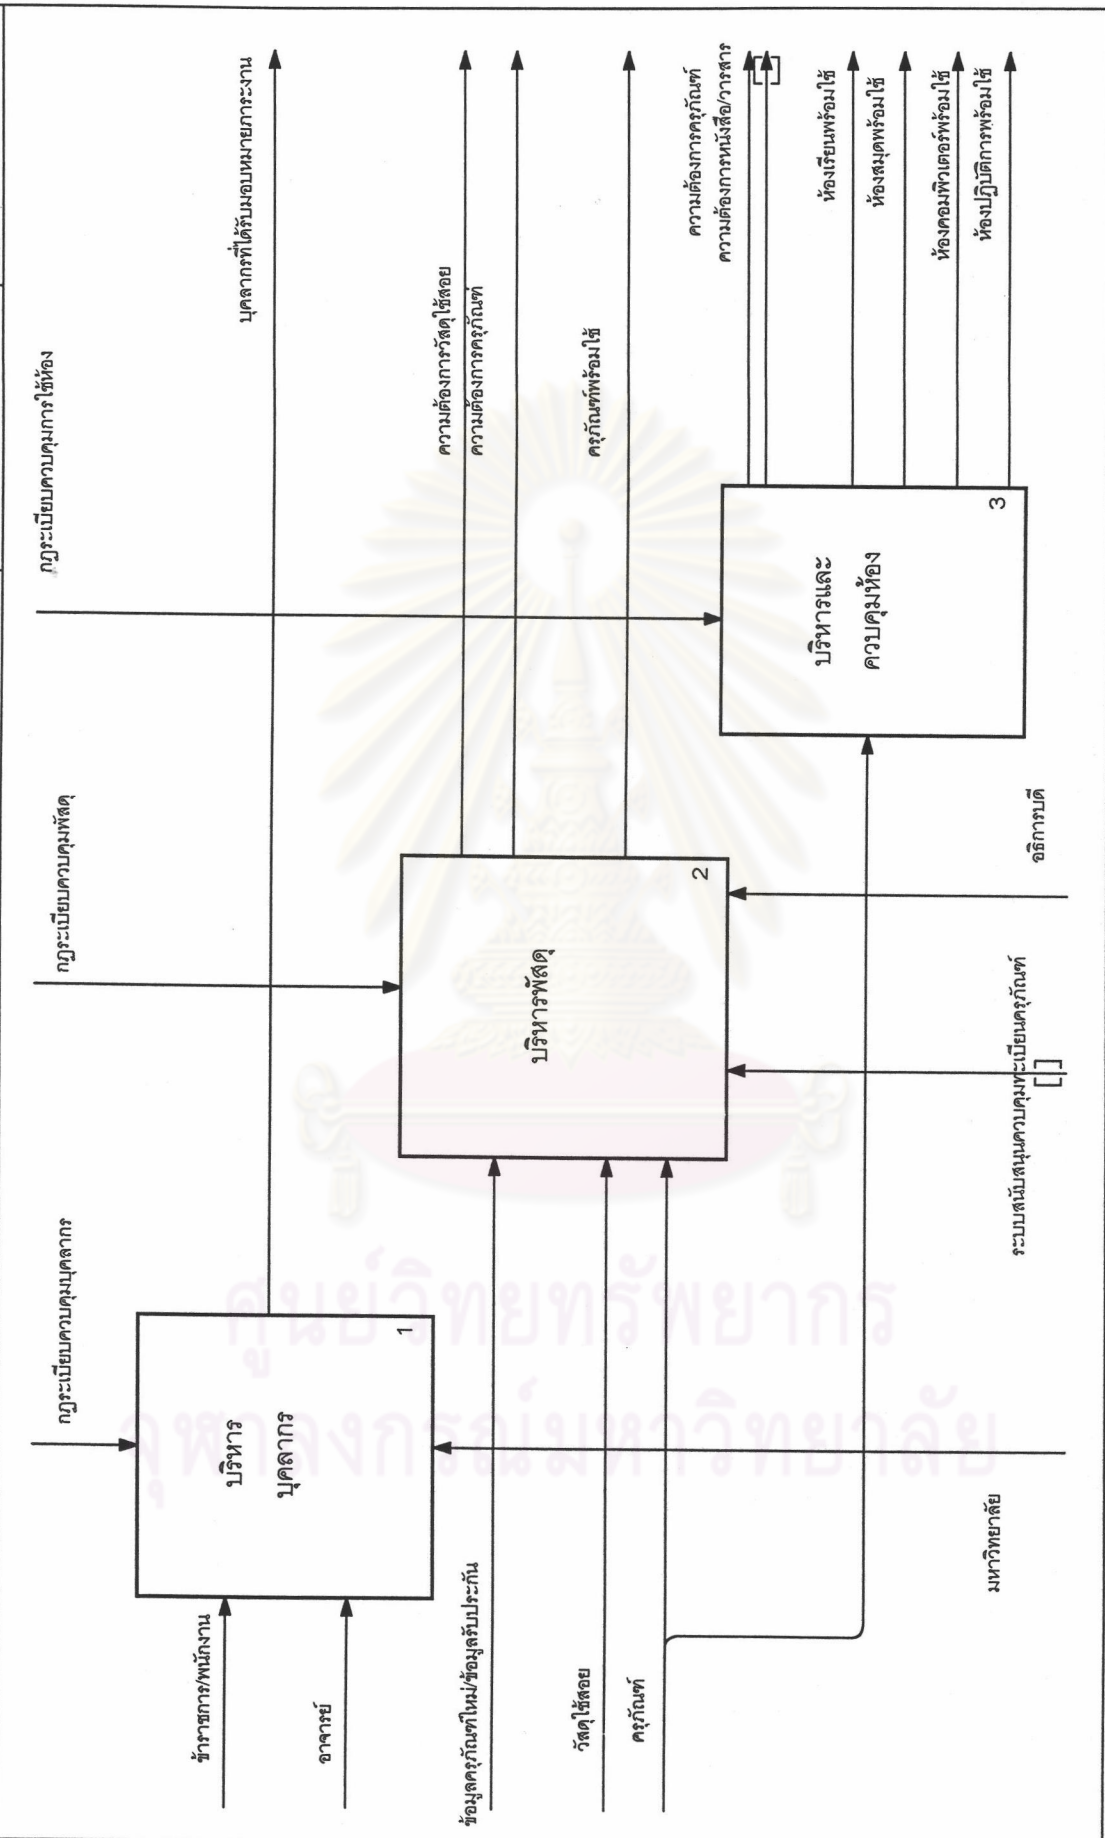 กฎระเบียบควบคุมบุคลากร
กฎระเบียบควบคุมพัสดุ
กฎระเบียบควบคุมการใช้ห้อง
ข้าราชการ/พนักงาน
อาจารย์
บริหาร
บุคลากร
1
บุคลากรที่ได้รับมอบหมายภาระงาน
ข้อมูลครุภัณฑ์ใหม่/ข้อมูลรับประกัน
วัสดุใช้สอย
ครุภัณฑ์
บริหารพัสดุ
2
ความต้องการวัสดุใช้สอย
ความต้องการครุภัณฑ์
ครุภัณฑ์พร้อมใช้
บริหารและ
ควบคุมห้อง
3
ความต้องการครุภัณฑ์
ความต้องการหนังสือ/วารสาร
ห้องเรียนพร้อมใช้
ห้องสมุดพร้อมใช้
ห้องคอมพิวเตอร์พร้อมใช้
ห้องปฏิบัติการพร้อมใช้
มหาวิทยาลัย
ระบบสนับสนุนควบคุมทะเบียนครุภัณฑ์
อธิการบดี
ศูนย์วิทยทรัพยากร
จุฬาลงกรณ์มหาวิทยาลัย